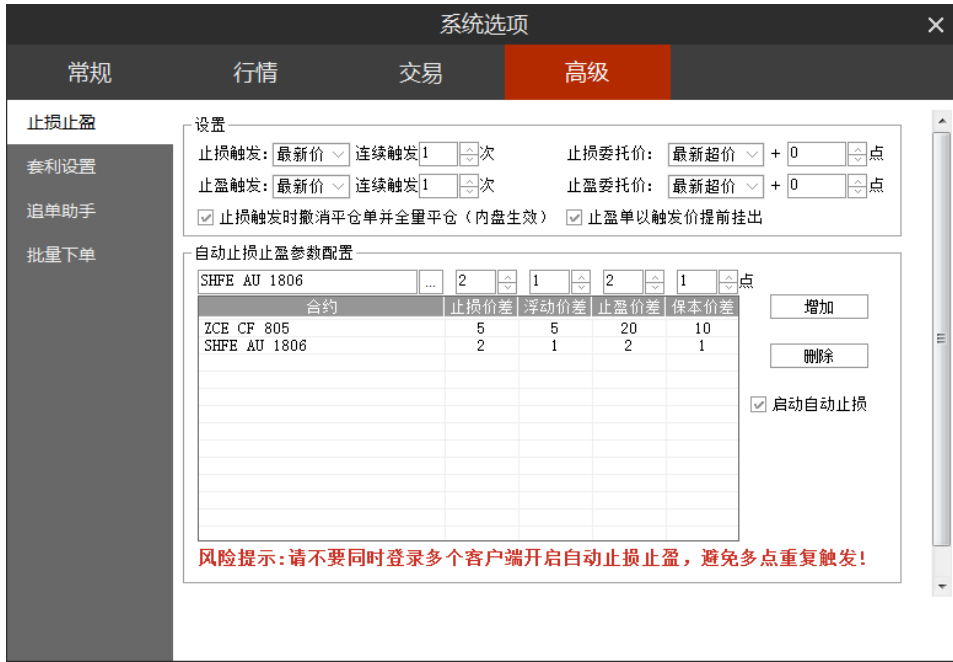 系统选项
常规 行情 交易 高级
止损止盈
套利设置
追单助手
批量下单
设置
止损触发: 最新价 连续触发 1 次 止损委托价: 最新超价 + 0 点
止盈触发: 最新价 连续触发 1 次 止盈委托价: 最新超价 + 0 点
止损触发时撤消平仓单并全量平仓（内盘生效） 止盈单以触发价提前挂出
自动止损止盈参数配置
SHFE AU 1806 ... 2 1 2 1 点
合约 止损价差 浮动价差 止盈价差 保本价差
ZCE CF 805 5 5 20 10
SHFE AU 1806 2 1 2 1
增加
删除
启动自动止损
风险提示:请不要同时登录多个客户端开启自动止损止盈，避免多点重复触发!